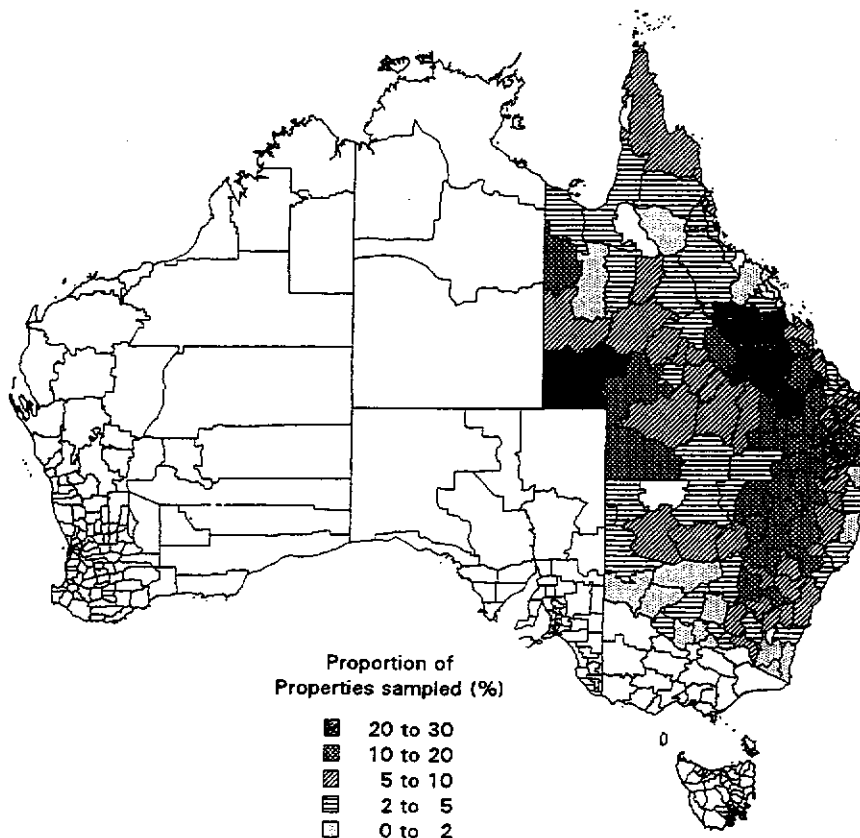 Proportion of
Properties sampled (%)
20 to 30
10 to 20
5 to 10
2 to 5
0 to 2